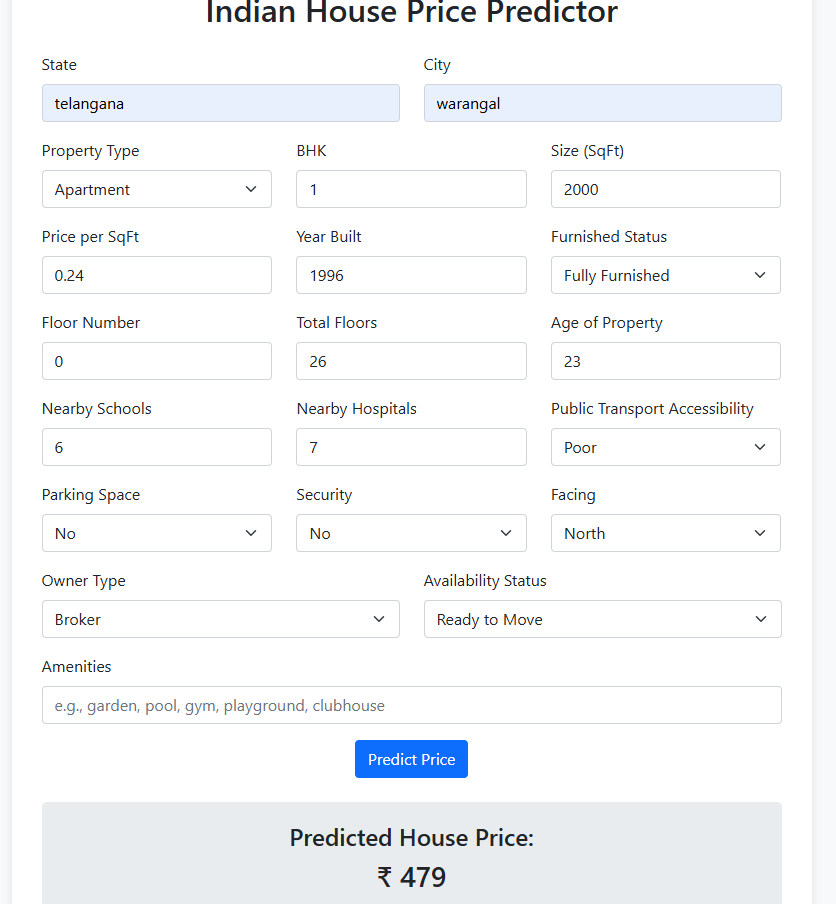 Indian House Price Predictor
State City
telangana warangal
Property Type BHK Size (SqFt)
Apartment 1 2000
Price per SqFt Year Built Furnished Status
0.24 1996 Fully Furnished
Floor Number Total Floors Age of Property
0 26 23
Nearby Schools Nearby Hospitals Public Transport Accessibility
6 7 Poor
Parking Space Security Facing
No No North
Owner Type Availability Status
Broker Ready to Move
Amenities
e.g., garden, pool, gym, playground, clubhouse
Predict Price
Predicted House Price:
₹ 479